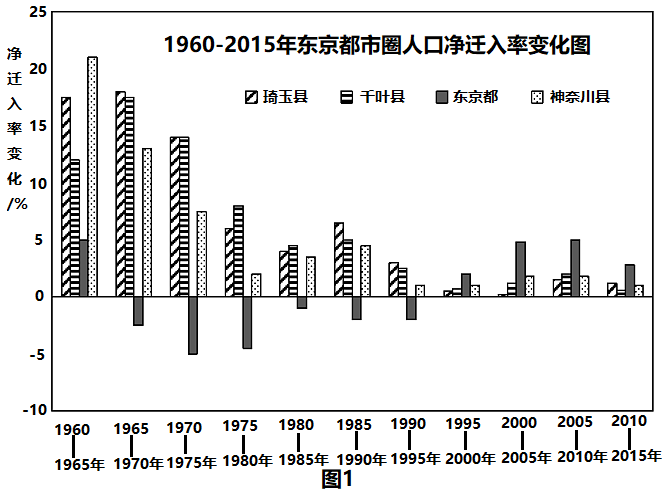 1960-2015年东京都市圈人口净迁入率变化图
净迁入率变化/%
琦玉县 千叶县 东京都 神奈川县
25
20
15
10
5
0
-5
-10
1960 1965 1970 1975 1980 1985 1990 1995 2000 2005 2010
1965年 1970年 1975年 1980年 1985年 1990年 1995年 2000年 2005年 2010年 2015年
图1